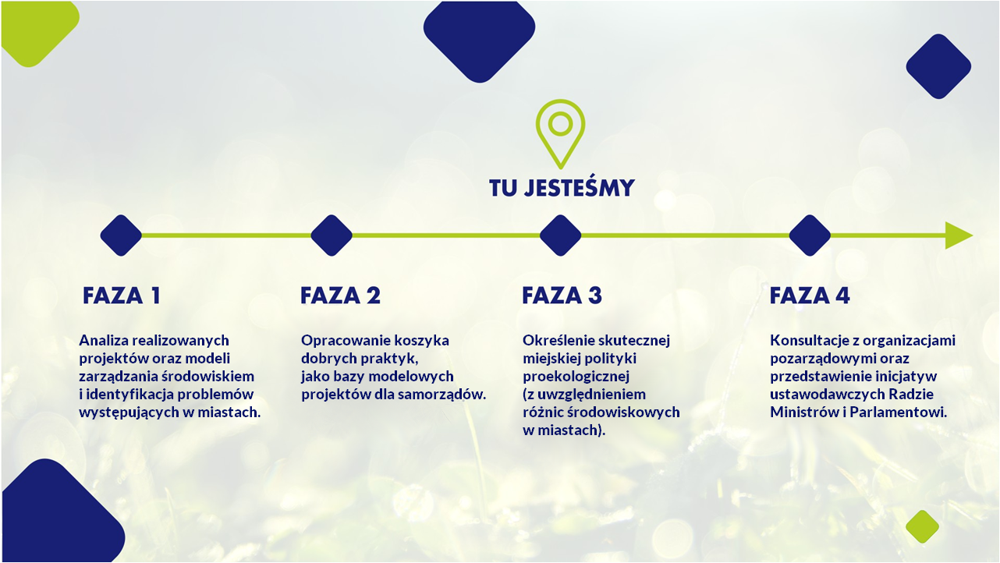 TU JESTEŚMY
FAZA 1
Analiza realizowanych
projektów oraz modeli
zarządzania środowiskiem
i identyfikacja problemów
występujących w miastach.
FAZA 2
Opracowanie koszyka
dobrych praktyk,
jako bazy modelowych
projektów dla samorządów.
FAZA 3
Określenie skutecznej
miejskiej polityki
proekologicznej
(z uwzględnieniem
różnic środowiskowych
w miastach).
FAZA 4
Konsultacje z organizacjami
pozarządowymi oraz
przedstawienie inicjatyw
ustawodawczych Radzie
Ministrów i Parlamentowi.